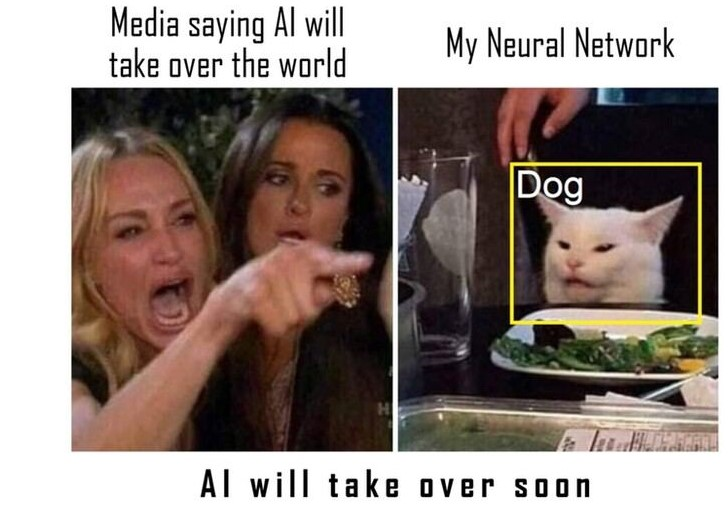 Media saying AI will
take over the world
My Neural Network
Dog
AI will take over soon